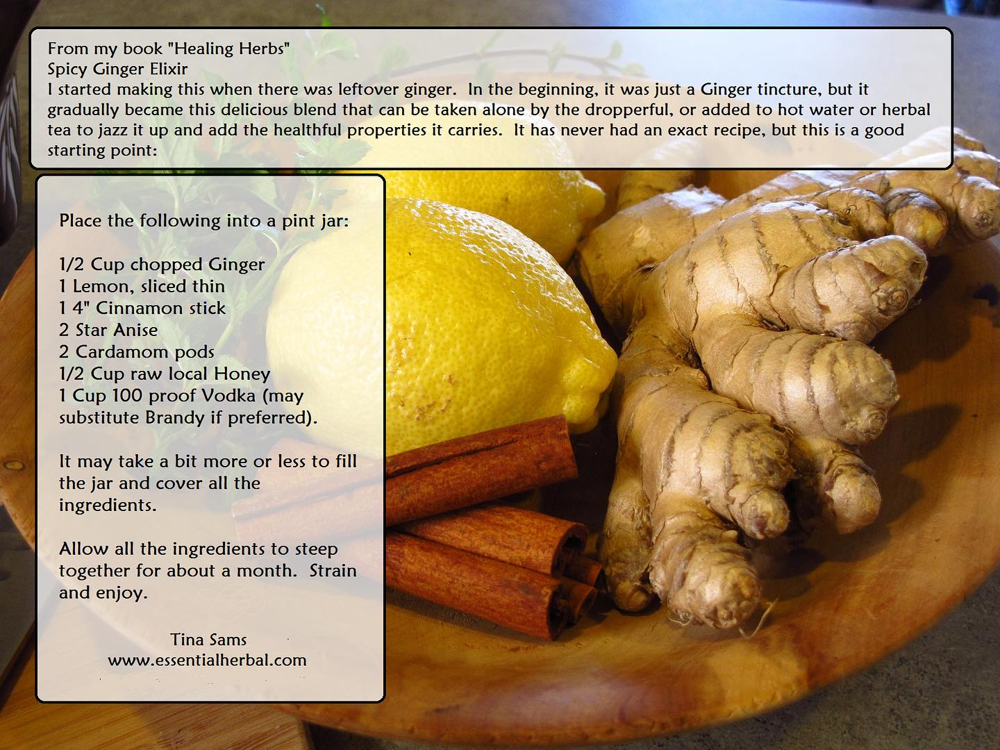 From my book "Healing Herbs"
Spicy Ginger Elixir
I started making this when there was leftover ginger.  In the beginning, it was just a Ginger tincture, but it
gradually became this delicious blend that can be taken alone by the dropperful, or added to hot water or herbal
tea to jazz it up and add the healthful properties it carries.  It has never had an exact recipe, but this is a good
starting point:
Place the following into a pint jar:
1/2 Cup chopped Ginger
1 Lemon, sliced thin
1 4" Cinnamon stick
2 Star Anise
2 Cardamom pods
1/2 Cup raw local Honey
1 Cup 100 proof Vodka (may
substitute Brandy if preferred).
It may take a bit more or less to fill
the jar and cover all the
ingredients.
Allow all the ingredients to steep
together for about a month.  Strain
and enjoy.
Tina Sams
www.essentialherbal.com